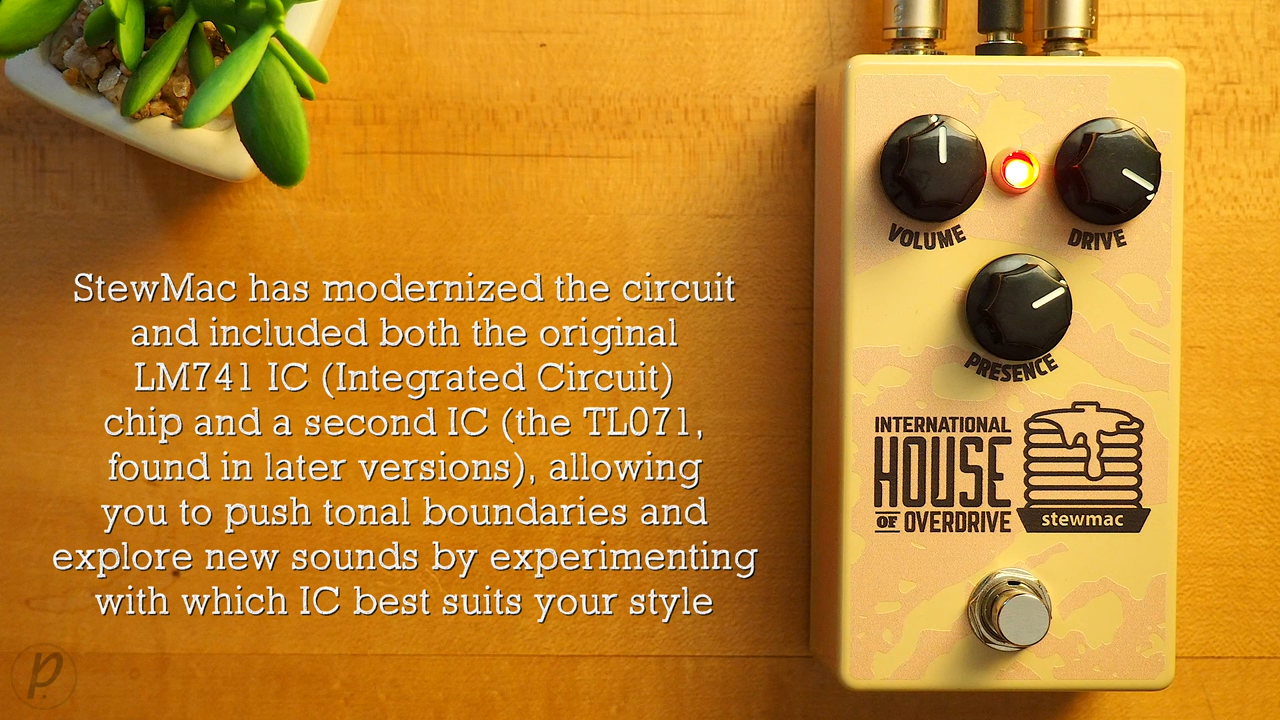 StewMac has modernized the circuit
and included both the original
LM741 IC (Integrated Circuit)
chip and a second IC (the TL071,
found in later versions), allowing
you to push tonal boundaries and
explore new sounds by experimenting
with which IC best suits your style
VOLUME
DRIVE
PRESENCE
INTERNATIONAL
HOUSE
OF OVERDRIVE
stewmac
p